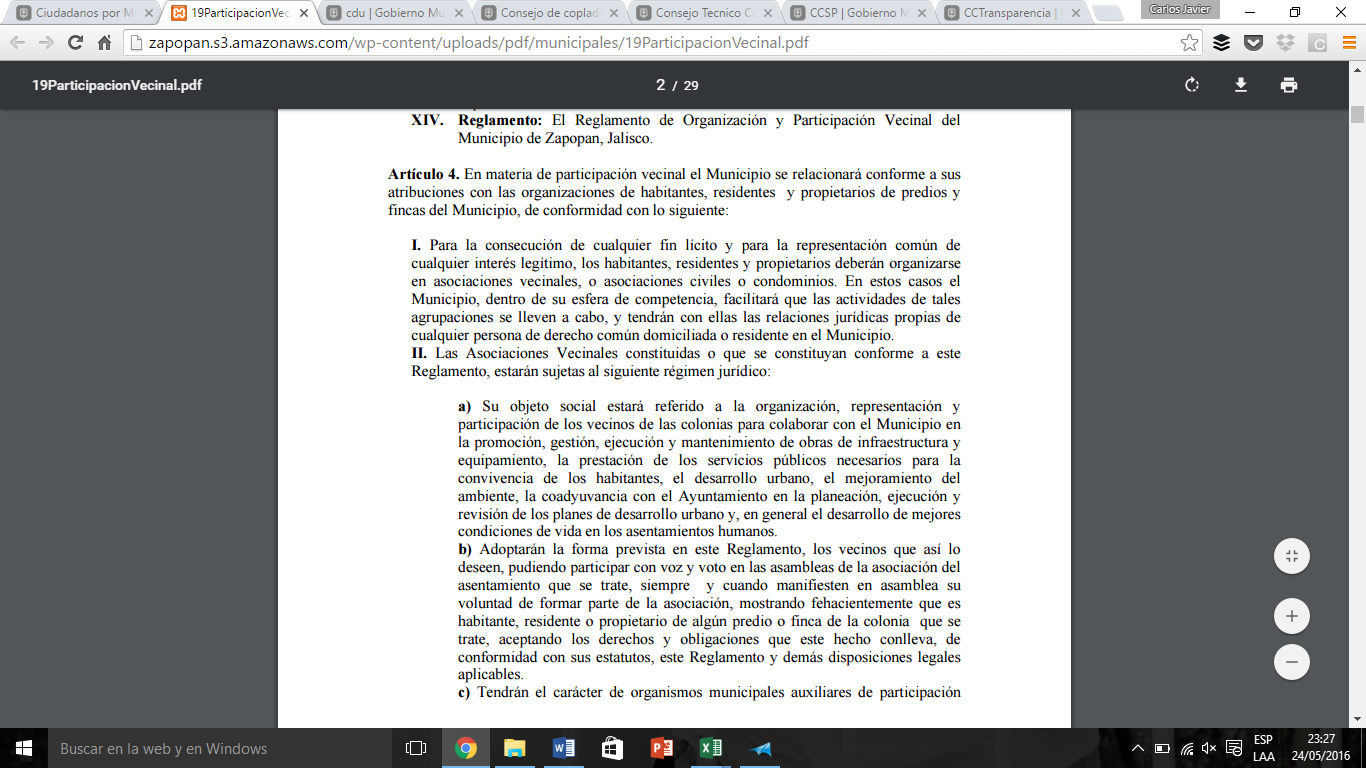 Ciudadanos por M
19ParticipacionVec
cdu | Gobierno Mu
Consejo de coplad
Consejo Tecnico C
CCSP | Gobierno M
CCTransparencia |
Carlos Javier
zapopan.s3.amazonaws.com/wp-content/uploads/pdf/municipales/19ParticipacionVecinal.pdf
19ParticipacionVecinal.pdf
2 / 29
XIV. Reglamento: El Reglamento de Organización y Participación Vecinal del
Municipio de Zapopan, Jalisco.
Artículo 4. En materia de participación vecinal el Municipio se relacionará conforme a sus
atribuciones con las organizaciones de habitantes, residentes y propietarios de predios y
fincas del Municipio, de conformidad con lo siguiente:
I. Para la consecución de cualquier fin lícito y para la representación común de
cualquier interés legítimo, los habitantes, residentes y propietarios deberán organizarse
en asociaciones vecinales, o asociaciones civiles o condominios. En estos casos el
Municipio, dentro de su esfera de competencia, facilitará que las actividades de tales
agrupaciones se lleven a cabo, y tendrán con ellas las relaciones jurídicas propias de
cualquier persona de derecho común domiciliada o residente en el Municipio.
II. Las Asociaciones Vecinales constituidas o que se constituyan conforme a este
Reglamento, estarán sujetas al siguiente régimen jurídico:
a) Su objeto social estará referido a la organización, representación y
participación de los vecinos de las colonias para colaborar con el Municipio en
la promoción, gestión, ejecución y mantenimiento de obras de infraestructura y
equipamiento, la prestación de los servicios públicos necesarios para la
convivencia de los habitantes, el desarrollo urbano, el mejoramiento del
ambiente, la coadyuvancia con el Ayuntamiento en la planeación, ejecución y
revisión de los planes de desarrollo urbano y, en general el desarrollo de mejores
condiciones de vida en los asentamientos humanos.
b) Adoptarán la forma prevista en este Reglamento, los vecinos que así lo
deseen, pudiendo participar con voz y voto en las asambleas de la asociación del
asentamiento que se trate, siempre y cuando manifiesten en asamblea su
voluntad de formar parte de la asociación, mostrando fehacientemente que es
habitante, residente o propietario de algún predio o finca de la colonia que se
trate, aceptando los derechos y obligaciones que este hecho conlleva, de
conformidad con sus estatutos, este Reglamento y demás disposiciones legales
aplicables.
c) Tendrán el carácter de organismos municipales auxiliares de participación
Buscar en la web y en Windows
ESP
LAA
23:27
24/05/2016